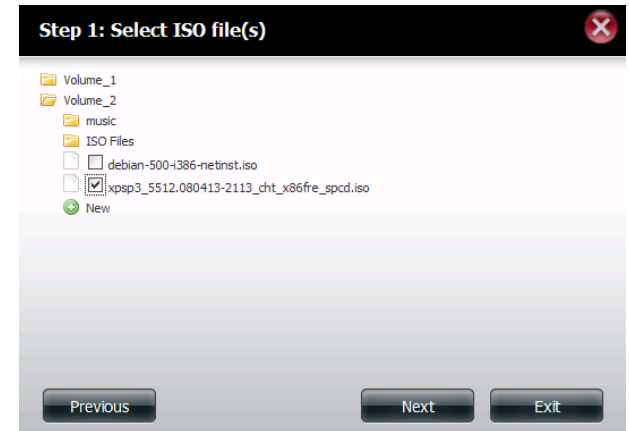 Step 1: Select ISO file(s)
Volume_1
Volume_2
music
ISO Files
debian-500-i386-netinst.iso
xpsp3_5512.080413-2113_cht_x86fre_spcd.iso
New
Previous Next Exit